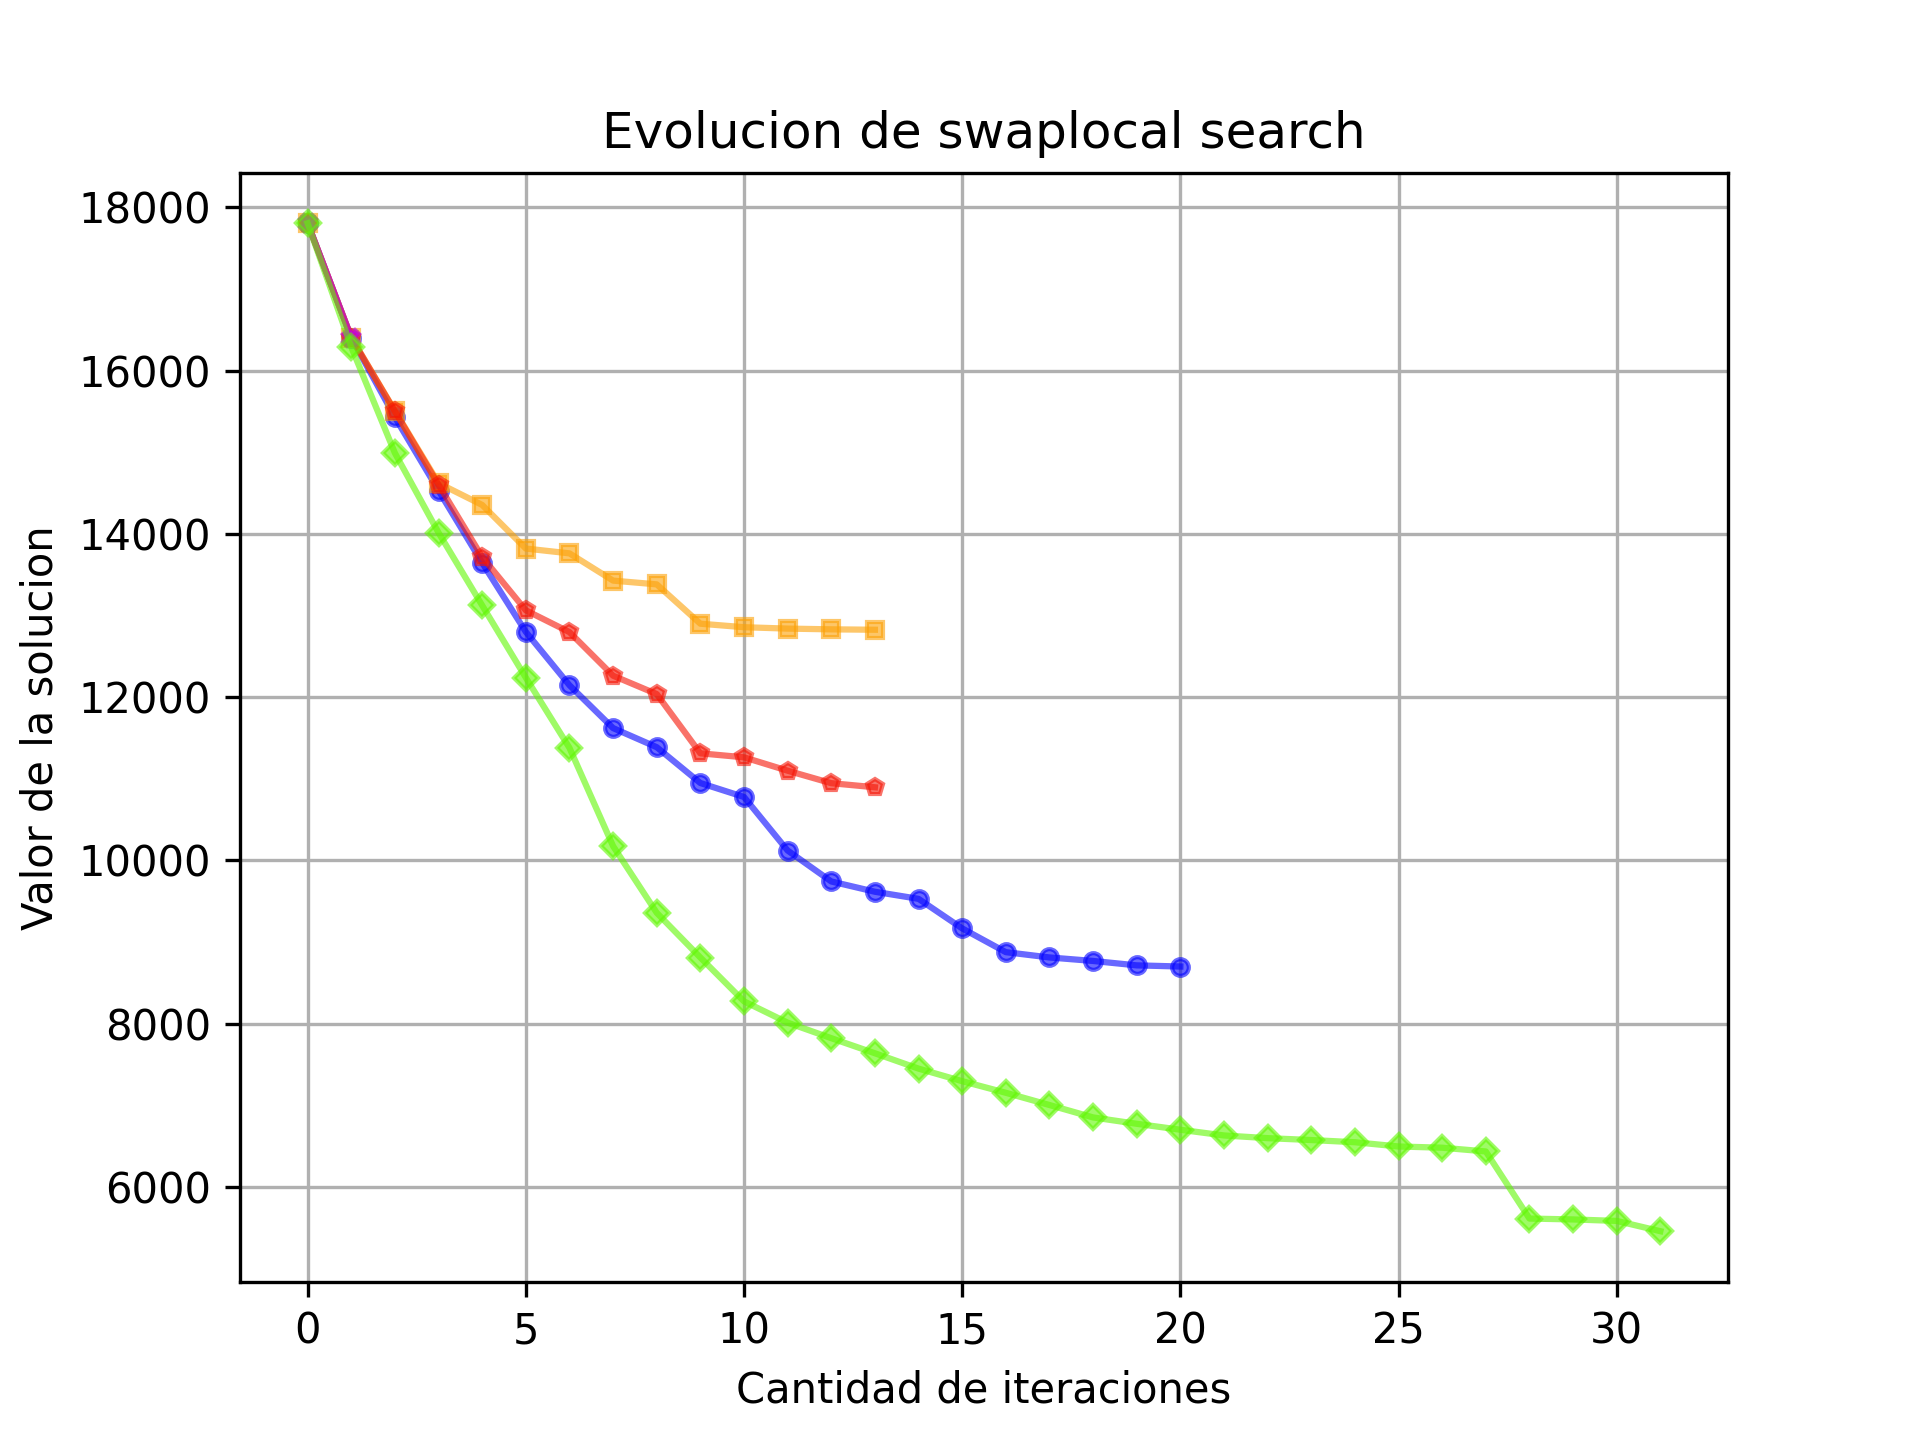 Evolucion de swaplocal search
Valor de la solucion
18000
16000
14000
12000
10000
8000
6000
0 5 10 15 20 25 30
Cantidad de iteraciones